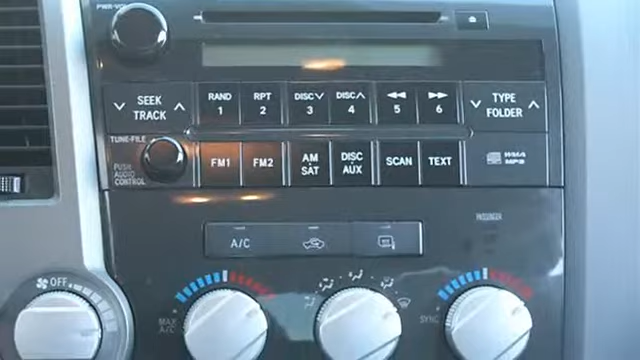 PWR·VOL
RAND RPT DISC DISC
SEEK TRACK
1 2 3 4 5 6
TYPE FOLDER
TUNE·FILE
PUSH AUDIO CONTROL
FM1 FM2 AM SAT DISC AUX SCAN TEXT
WMA MP3
A/C
PASSENGER
OFF
MAX A/C
SYNC